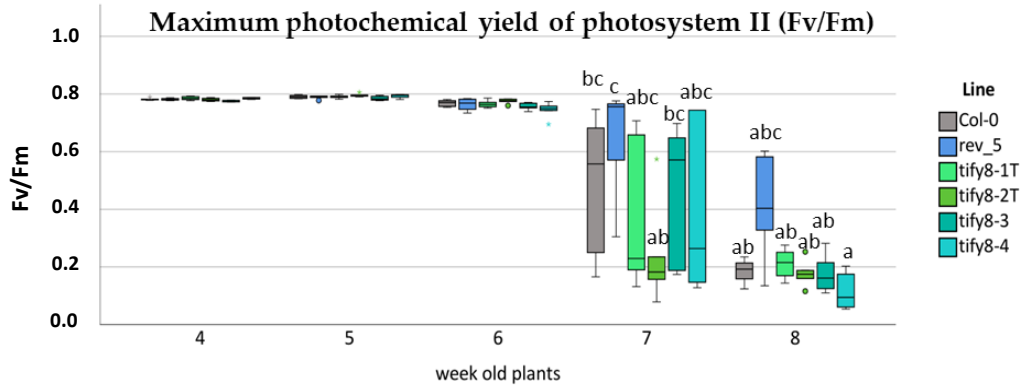 Maximum photochemical yield of photosystem II (Fv/Fm)
1.0
0.8
0.6
0.4
0.2
0.0
Fv/Fm
bc
c
abc
ab
bc
abc
ab
abc
ab
ab
ab
a
4 5 6 7 8
week old plants
Line
Col-0
rev_5
tify8-1T
tify8-2T
tify8-3
tify8-4